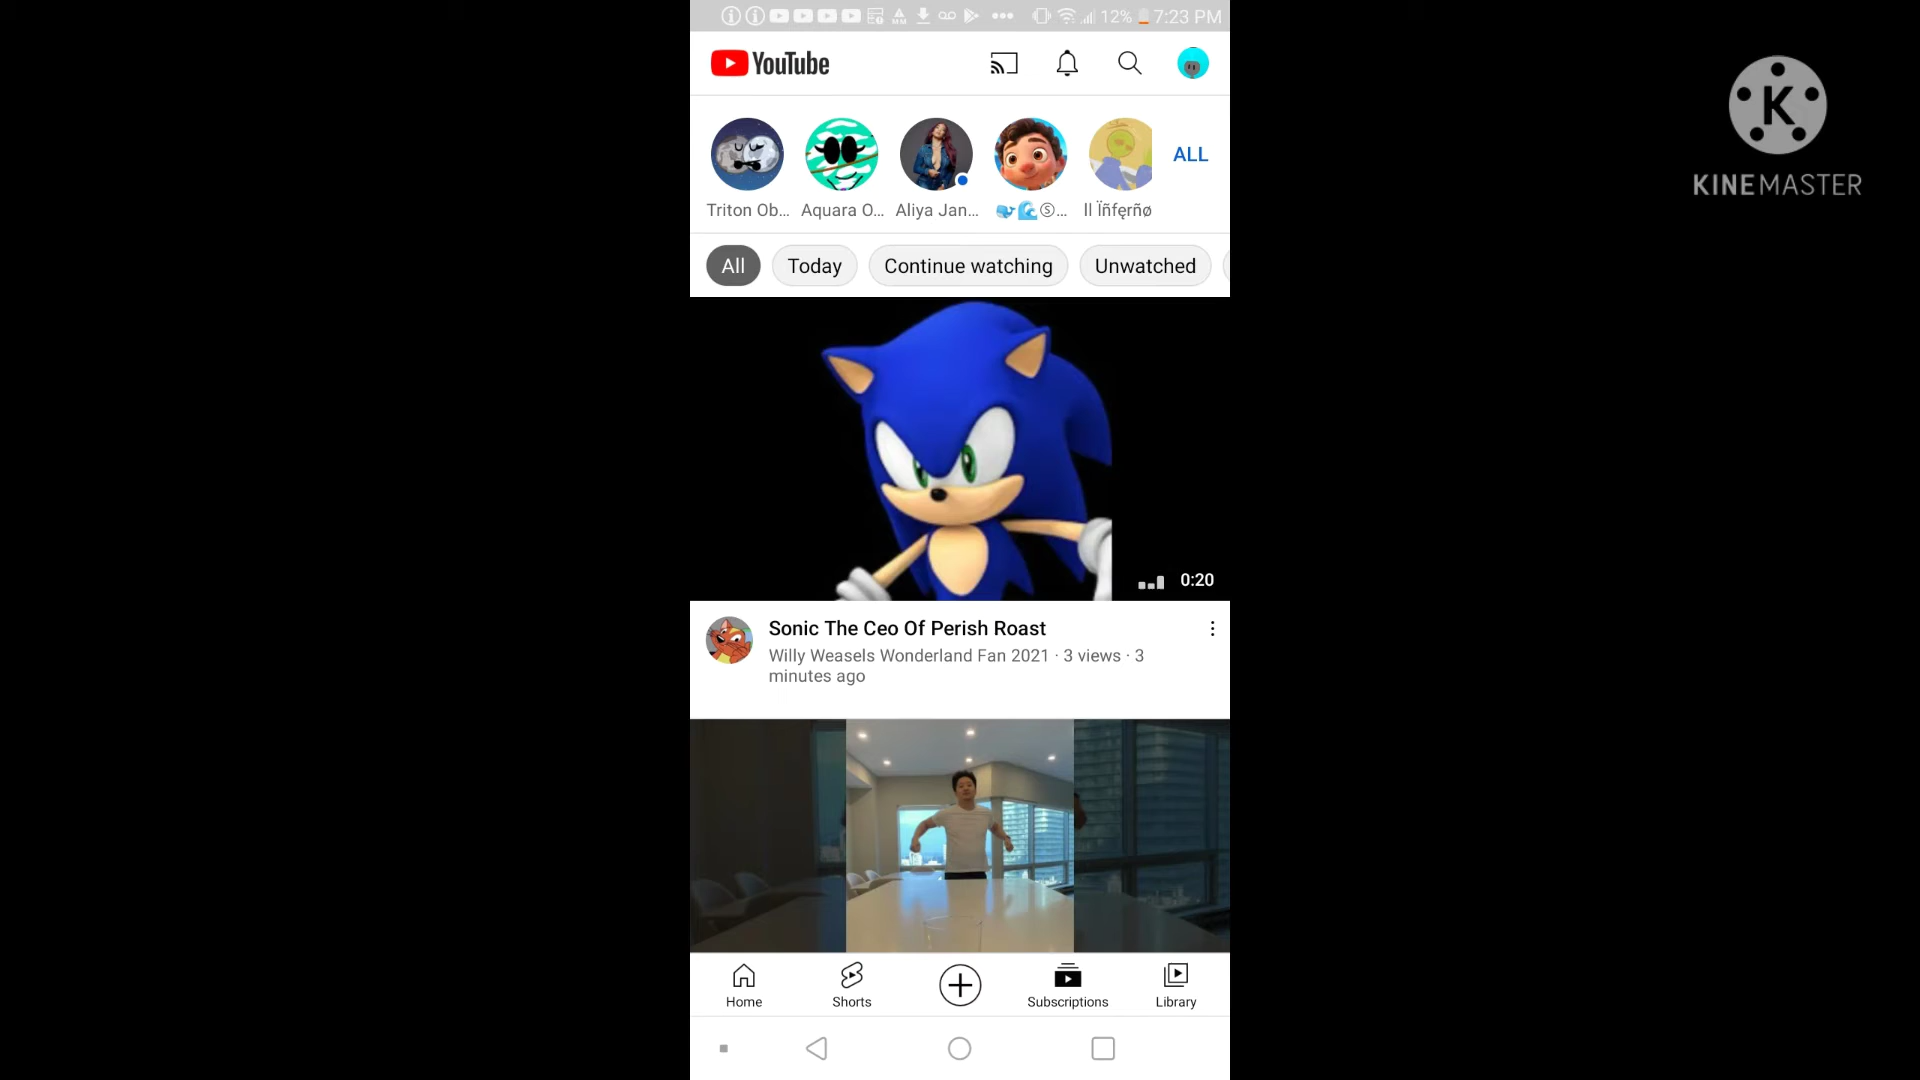 12% 7:23 PM
YouTube
K
KINEMASTER
Triton Ob... Aquara O... Aliya Jan... 🐳🌊Ⓢ... II Ïñfęrñø
ALL
All Today Continue watching Unwatched
0:20
Sonic The Ceo Of Perish Roast
Willy Weasels Wonderland Fan 2021 · 3 views · 3
minutes ago
Home Shorts Subscriptions Library